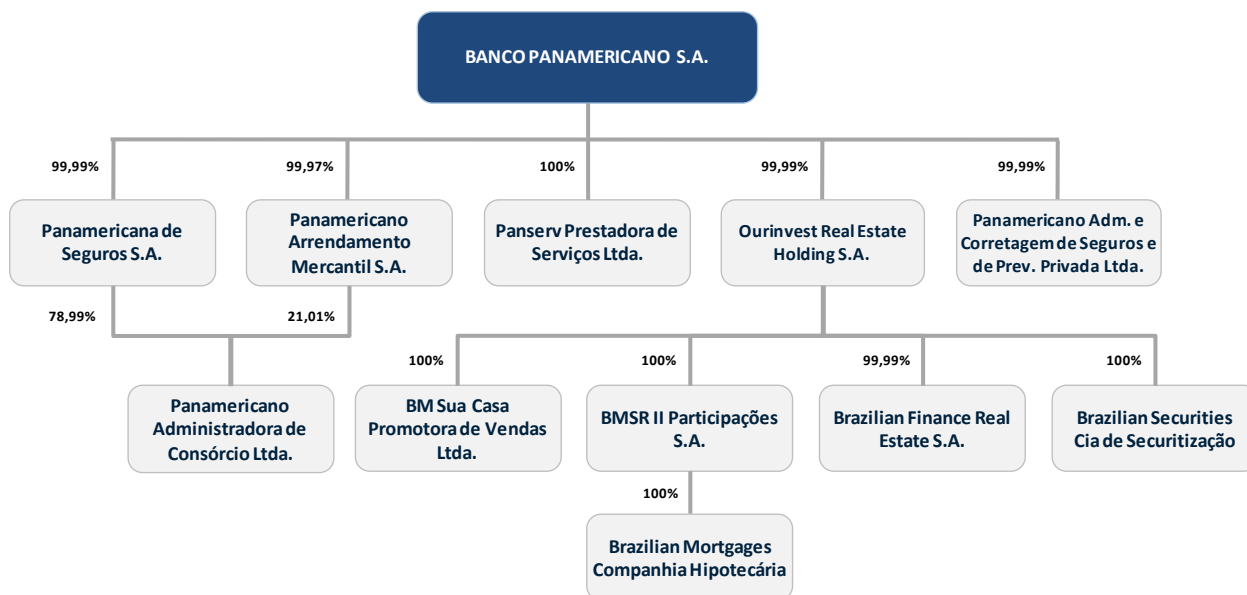 BANCO PANAMERICANO S.A.
99,99%
99,97%
100%
99,99%
99,99%
Panamericana de
Seguros S.A.
Panamericano
Arrendamento
Mercantil S.A.
Panserv Prestadora de
Serviços Ltda.
Ourinvest Real Estate
Holding S.A.
Panamericano Adm. e
Corretagem de Seguros e
de Prev. Privada Ltda.
78,99%
21,01%
100%
100%
99,99%
100%
Panamericano
Administradora de
Consórcio Ltda.
BM Sua Casa
Promotora de Vendas
Ltda.
BMSR II Participações
S.A.
Brazilian Finance Real
Estate S.A.
Brazilian Securities
Cia de Securitização
100%
Brazilian Mortgages
Companhia Hipotecária